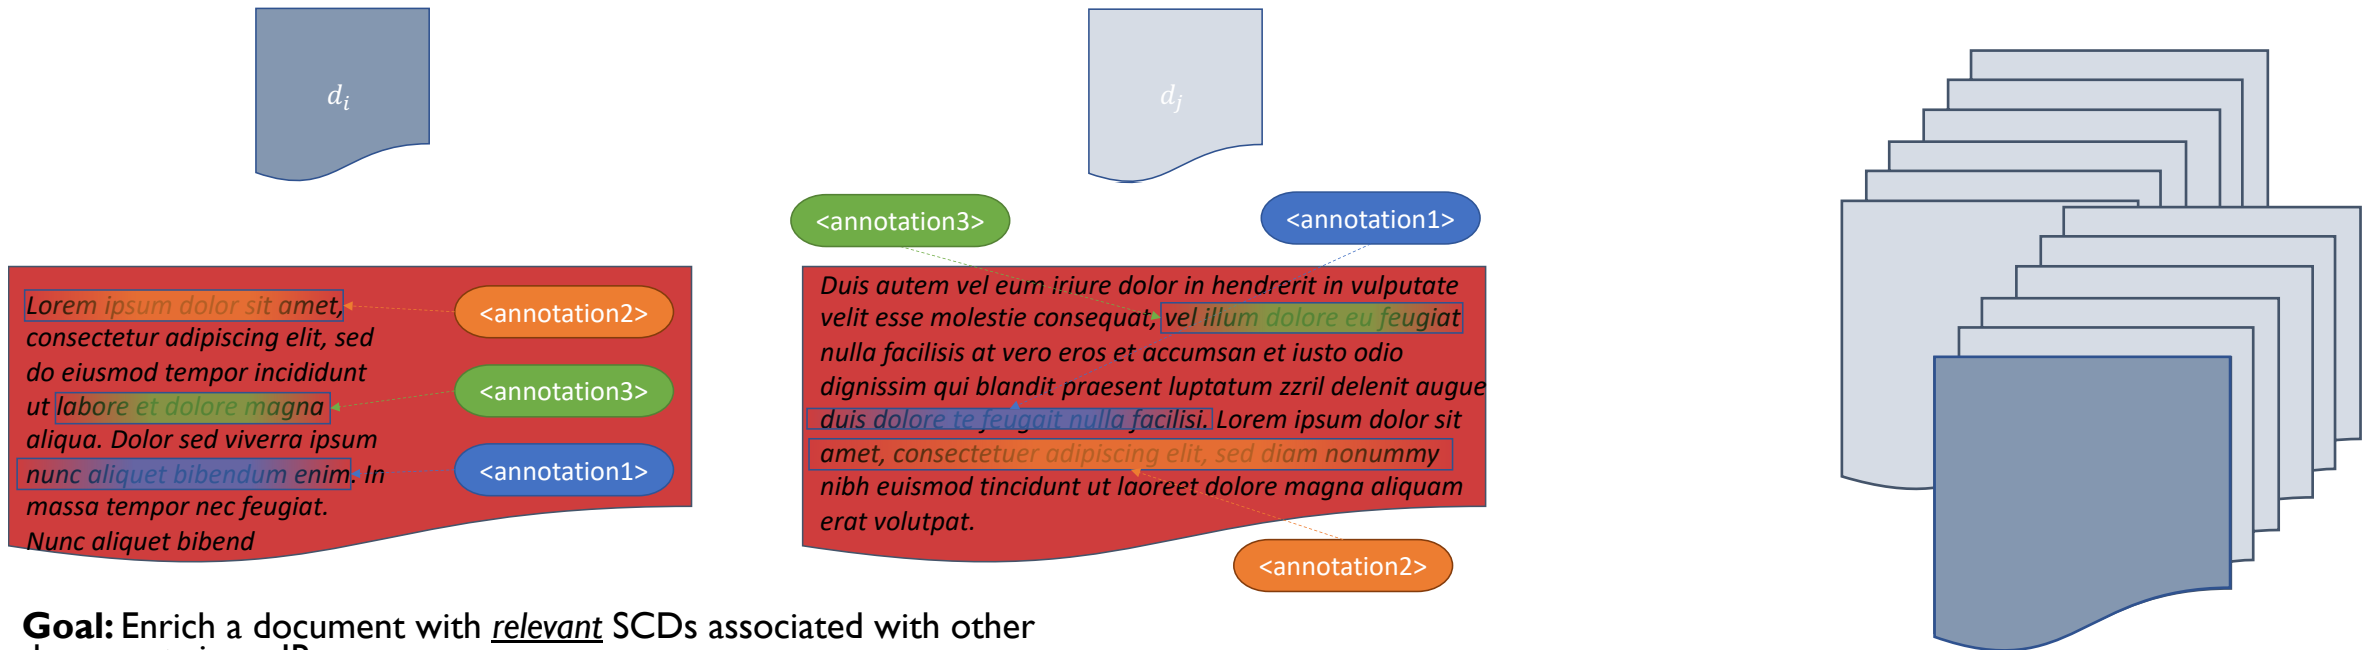 d_i
d_j
<annotation3>
<annotation1>
Lorem ipsum dolor sit amet,
consectetur adipiscing elit, sed
do eiusmod tempor incididunt
ut labore et dolore magna
aliqua. Dolor sed viverra ipsum
nunc aliquet bibendum enim. In
massa tempor nec feugiat.
Nunc aliquet bibend
<annotation2>
<annotation3>
<annotation1>
Duis autem vel eum iriure dolor in hendrerit in vulputate
velit esse molestie consequat, vel illum dolore eu feugiat
nulla facilisis at vero eros et accumsan et iusto odio
dignissim qui blandit praesent luptatum zzril delenit augue
duis dolore te feugait nulla facilisi. Lorem ipsum dolor sit
amet, consectetuer adipiscing elit, sed diam nonummy
nibh euismod tincidunt ut laoreet dolore magna aliquam
erat volutpat.
<annotation2>
Goal: Enrich a document with relevant SCDs associated with other